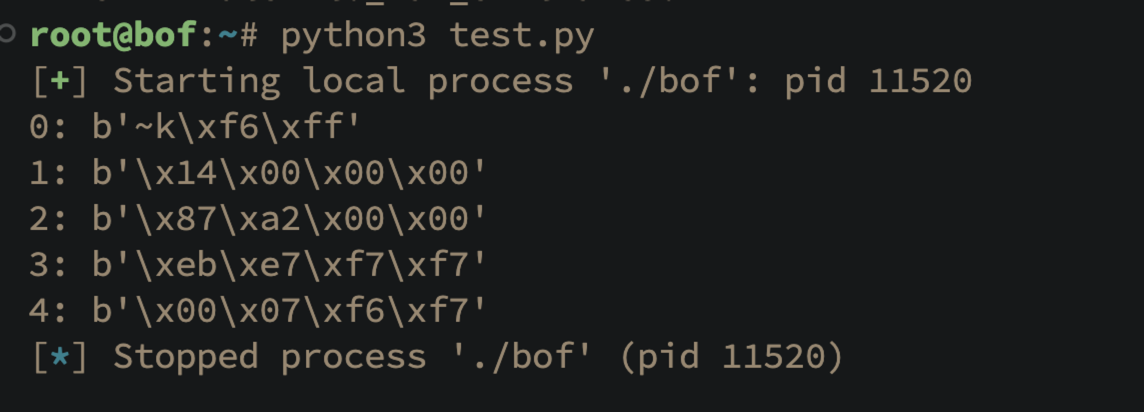 root@bof:~# python3 test.py
[+] Starting local process './bof': pid 11520
0: b'~k\xf6\xff'
1: b'\x14\x00\x00\x00'
2: b'\x87\xa2\x00\x00'
3: b'\xeb\xe7\xf7\xf7'
4: b'\x00\x07\xf6\xf7'
[*] Stopped process './bof' (pid 11520)